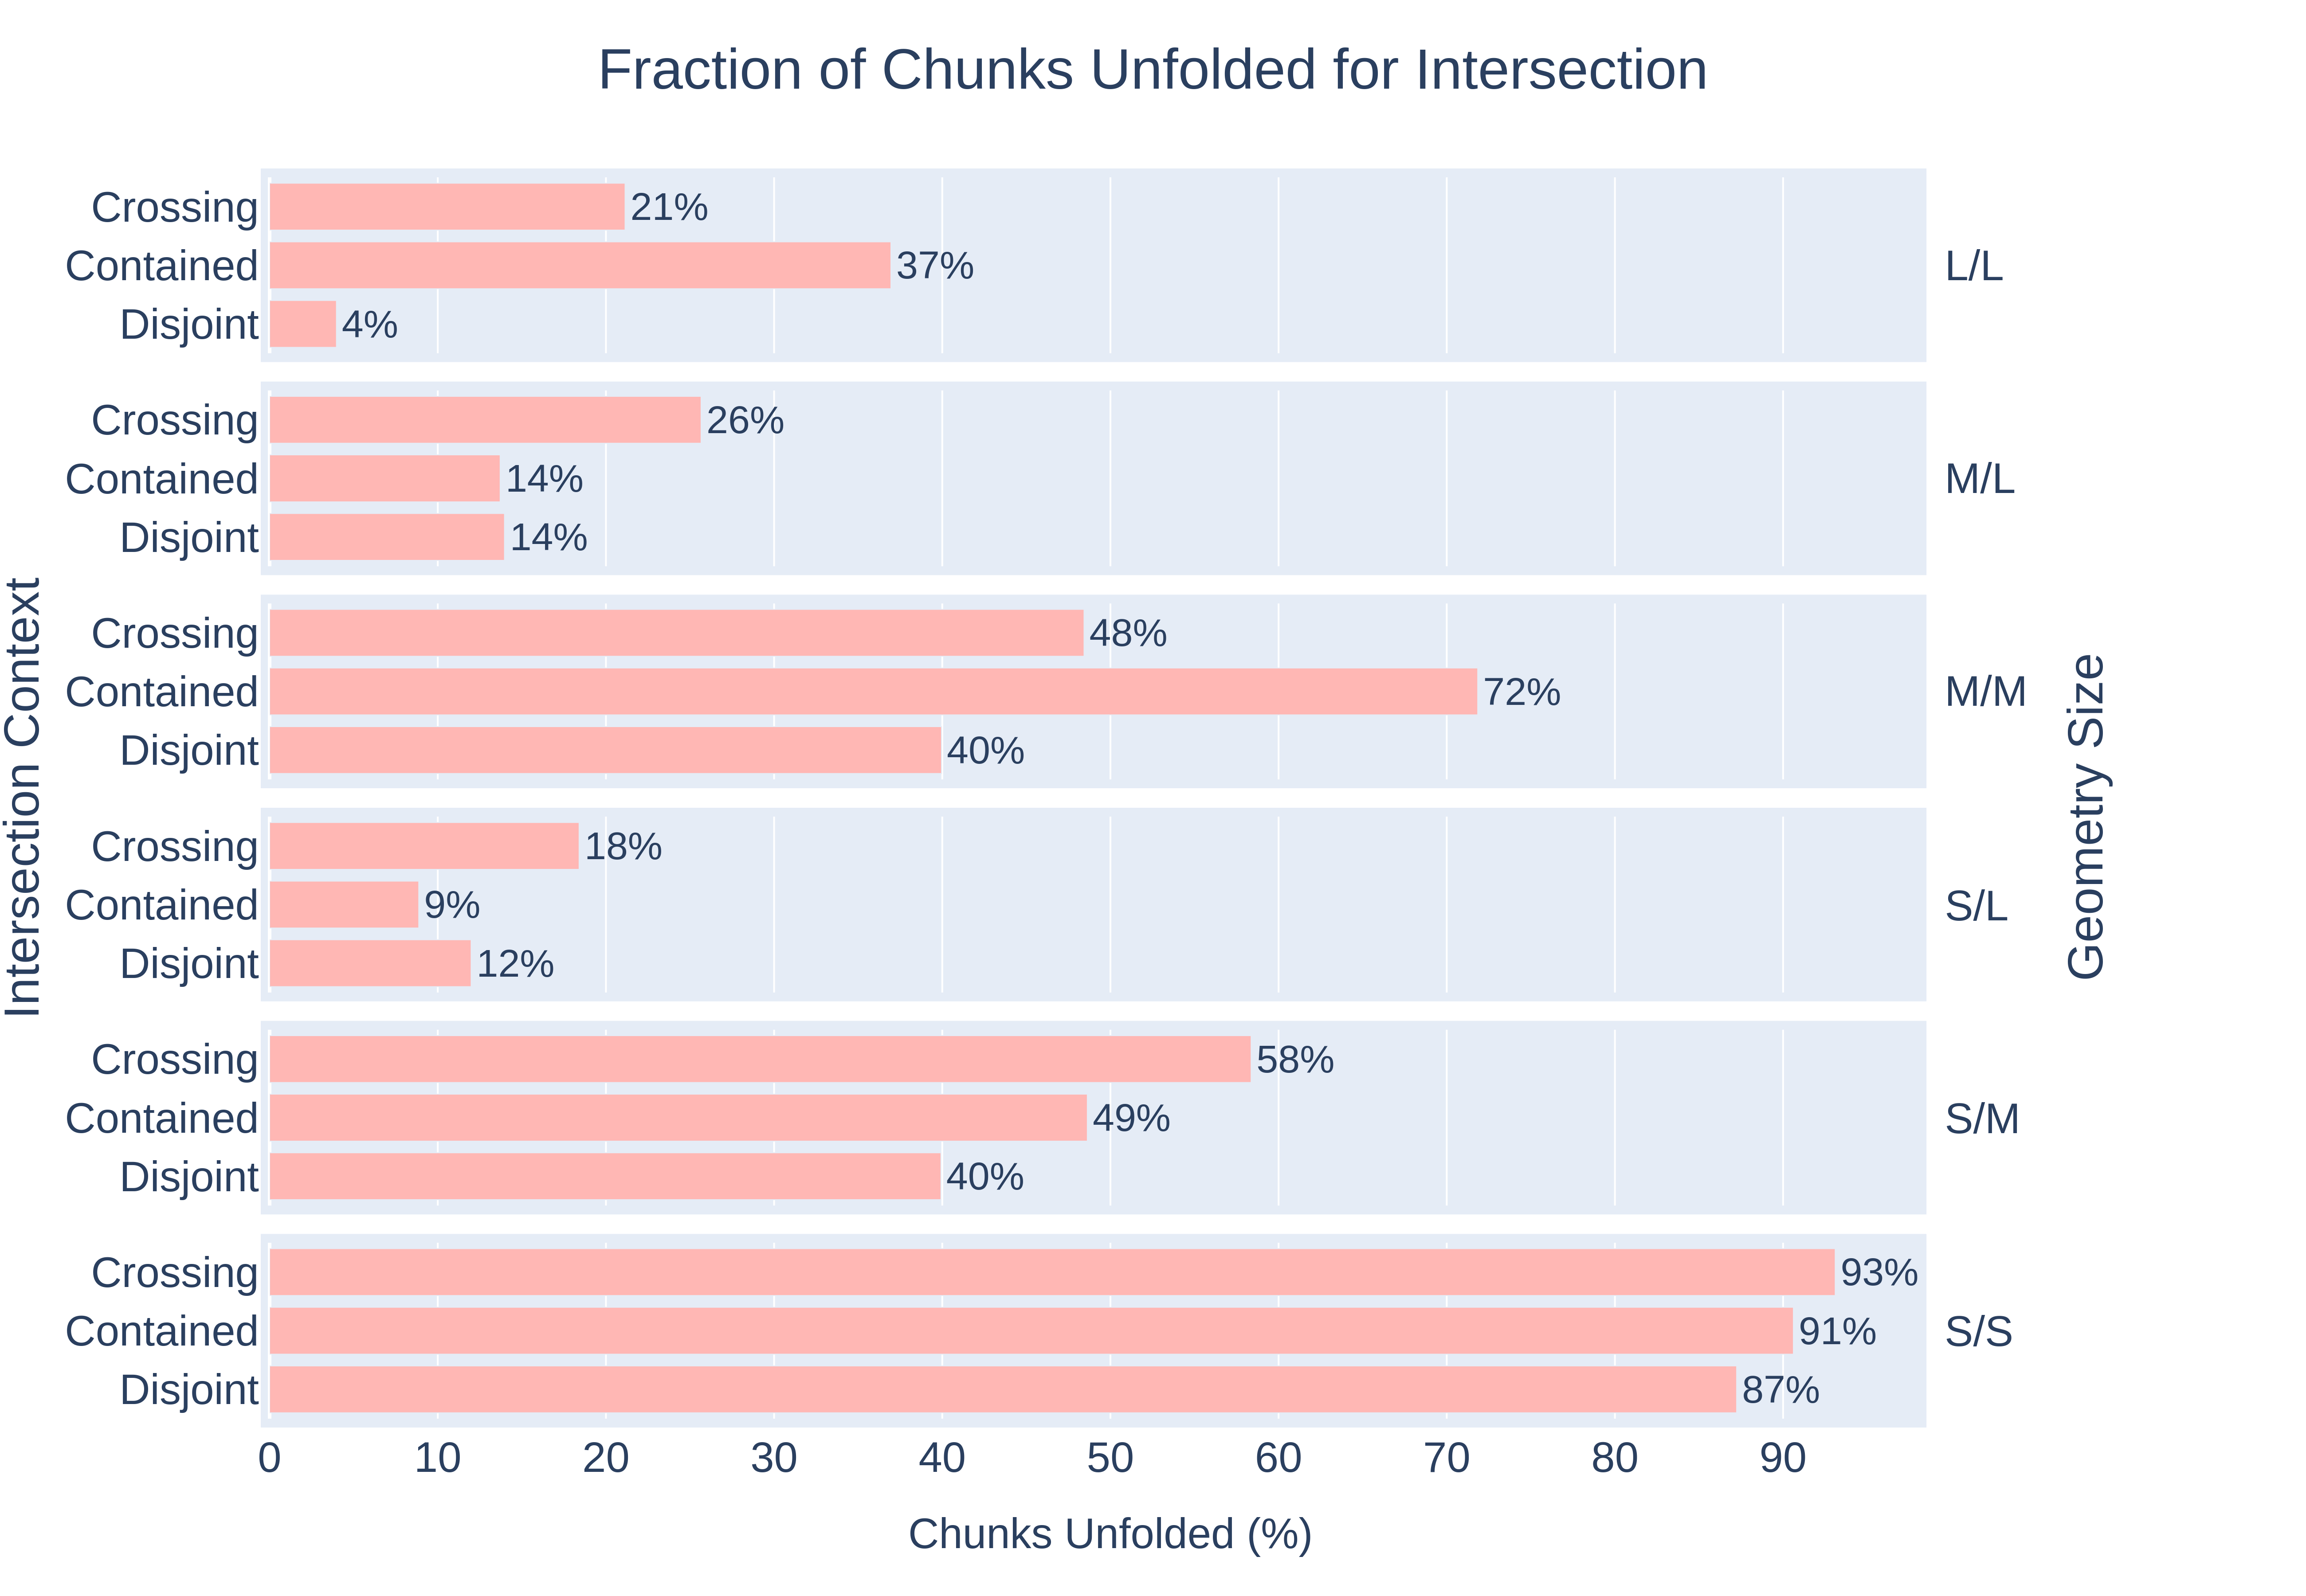 Fraction of Chunks Unfolded for Intersection
Crossing 21%
Contained 37%
Disjoint 4%
L/L
Crossing 26%
Contained 14%
Disjoint 14%
M/L
Crossing 48%
Contained 72%
Disjoint 40%
M/M
Crossing 18%
Contained 9%
Disjoint 12%
S/L
Crossing 58%
Contained 49%
Disjoint 40%
S/M
Crossing 93%
Contained 91%
Disjoint 87%
S/S
0 10 20 30 40 50 60 70 80 90
Chunks Unfolded (%)
Intersection Context
Geometry Size